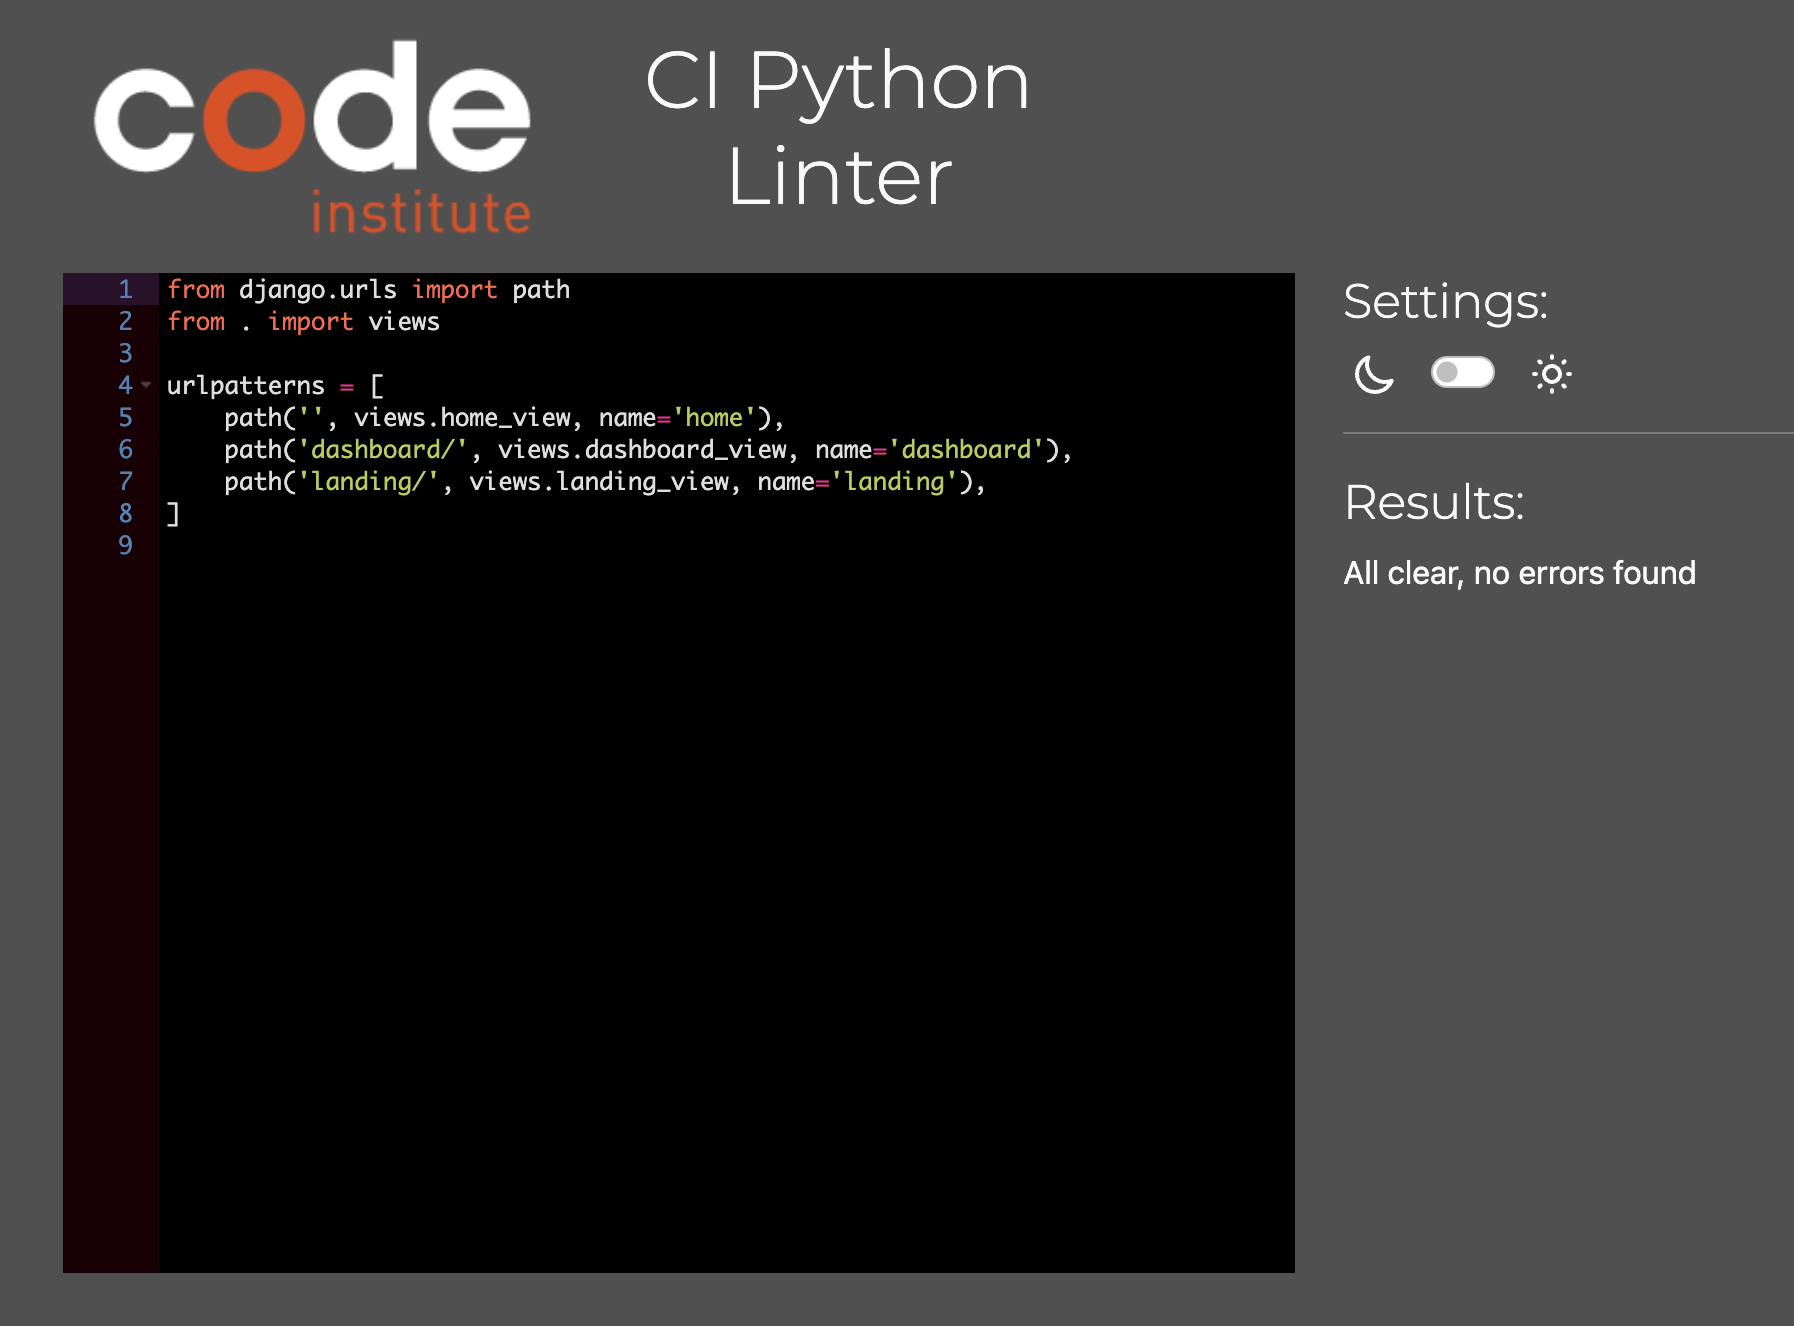 code
institute
CI Python
Linter
1 from django.urls import path
2 from . import views
3
4 urlpatterns = [
5     path('', views.home_view, name='home'),
6     path('dashboard/', views.dashboard_view, name='dashboard'),
7     path('landing/', views.landing_view, name='landing'),
8 ]
9
Settings:
Results:
All clear, no errors found